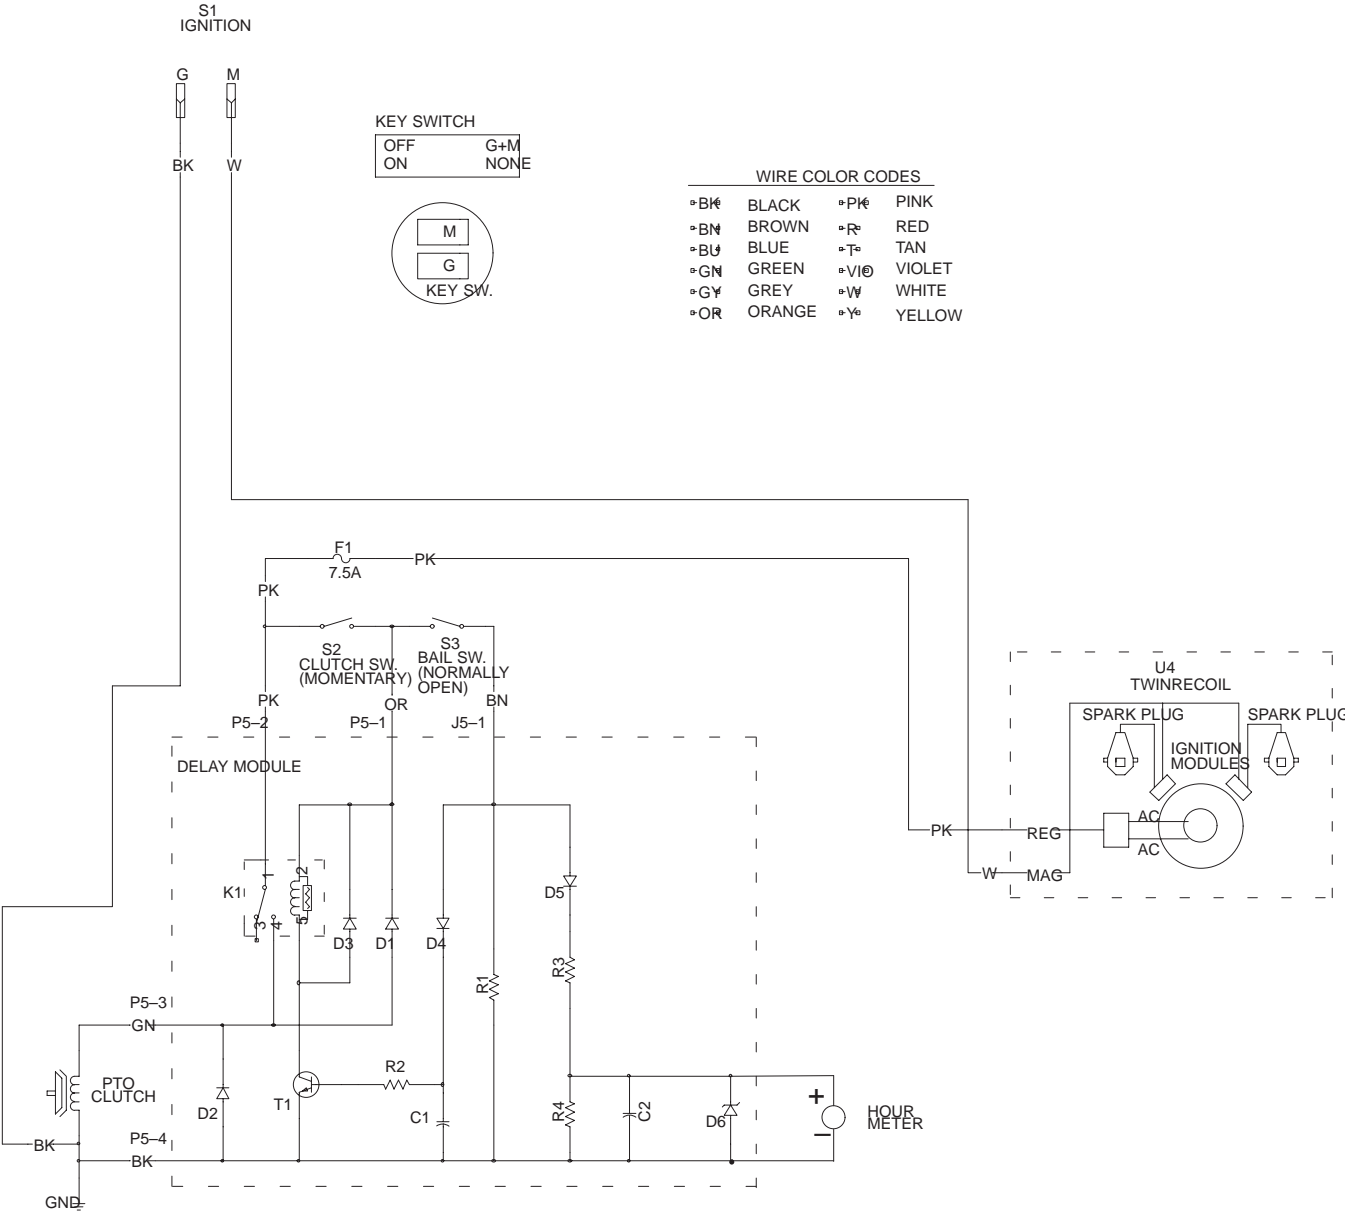 S1
IGNITION
G
M
BK
W
KEY SWITCH
OFF G+M
ON NONE
M
G
KEY SW.
WIRE COLOR CODES
BK BLACK PK PINK
BN BROWN R RED
BU BLUE T TAN
GN GREEN VIO VIOLET
GY GREY W WHITE
OR ORANGE Y YELLOW
F1
7.5A
PK
PK
S2
CLUTCH SW.
(MOMENTARY)
S3
BAIL SW.
(NORMALLY
OPEN)
PK
OR
BN
P5–2
P5–1
J5–1
DELAY MODULE
K1
1
2
3
4
5
D3
D1
D4
R1
D5
R3
P5–3
GN
PTO
CLUTCH
D2
T1
R2
C1
R4
C2
D6
+
–
HOUR
METER
BK
P5–4
BK
GND
U4
TWINRECOIL
SPARK PLUG
SPARK PLUG
IGNITION
MODULES
AC
AC
PK
REG
W
MAG